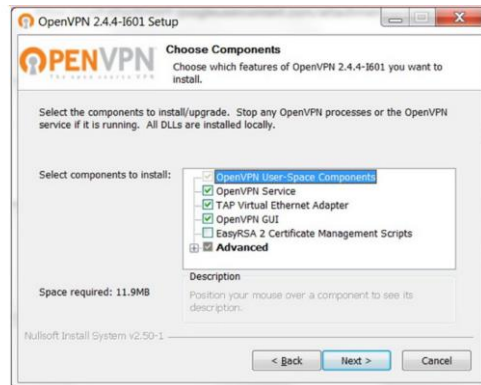 OpenVPN 2.4.4-I601 Setup
OPENVPN
The open source VPN
Choose Components
Choose which features of OpenVPN 2.4.4-I601 you want to
install.
Select the components to install/upgrade. Stop any OpenVPN processes or the OpenVPN
service if it is running. All DLLs are installed locally.
Select components to install:
OpenVPN User-Space Components
OpenVPN Service
TAP Virtual Ethernet Adapter
OpenVPN GUI
EasyRSA 2 Certificate Management Scripts
Advanced
Space required: 11.9MB
Description
Position your mouse over a component to see its
description.
Nullsoft Install System v2.50-1
< Back
Next >
Cancel